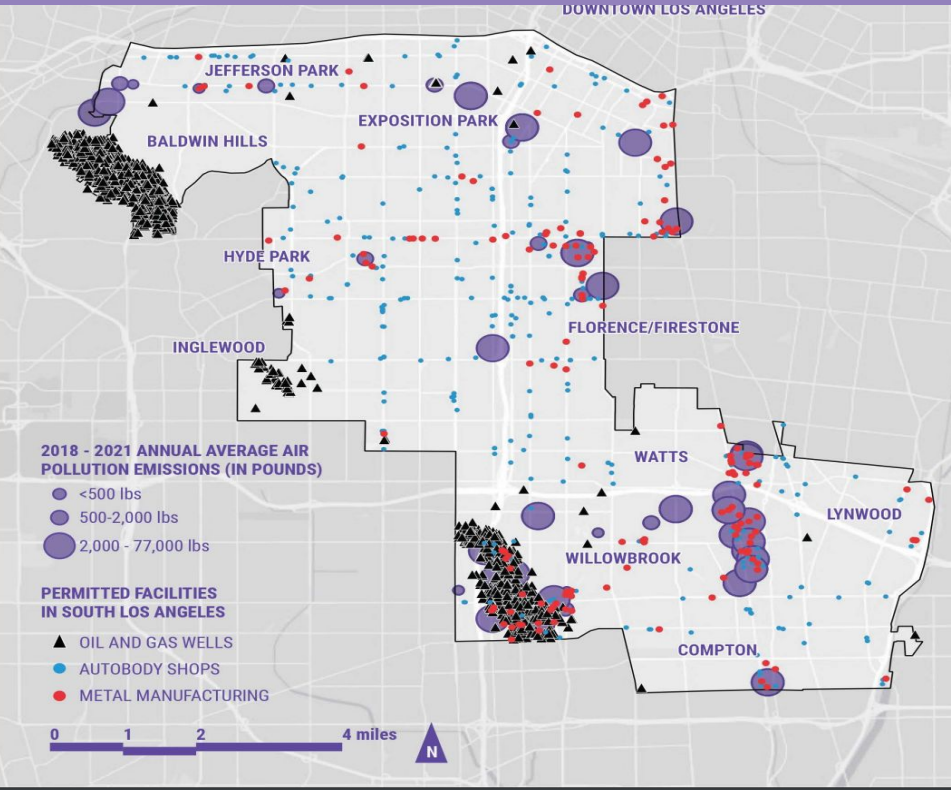 DOWNTOWN LOS ANGELES
JEFFERSON PARK
EXPOSITION PARK
BALDWIN HILLS
HYDE PARK
FLORENCE/FIRESTONE
INGLEWOOD
2018 - 2021 ANNUAL AVERAGE AIR
POLLUTION EMISSIONS (IN POUNDS)
<500 lbs
500-2,000 lbs
2,000 - 77,000 lbs
WATTS
LYNWOOD
WILLOWBROOK
PERMITTED FACILITIES
IN SOUTH LOS ANGELES
OIL AND GAS WELLS
AUTOBODY SHOPS
METAL MANUFACTURING
COMPTON
0 1 2 4 miles
N